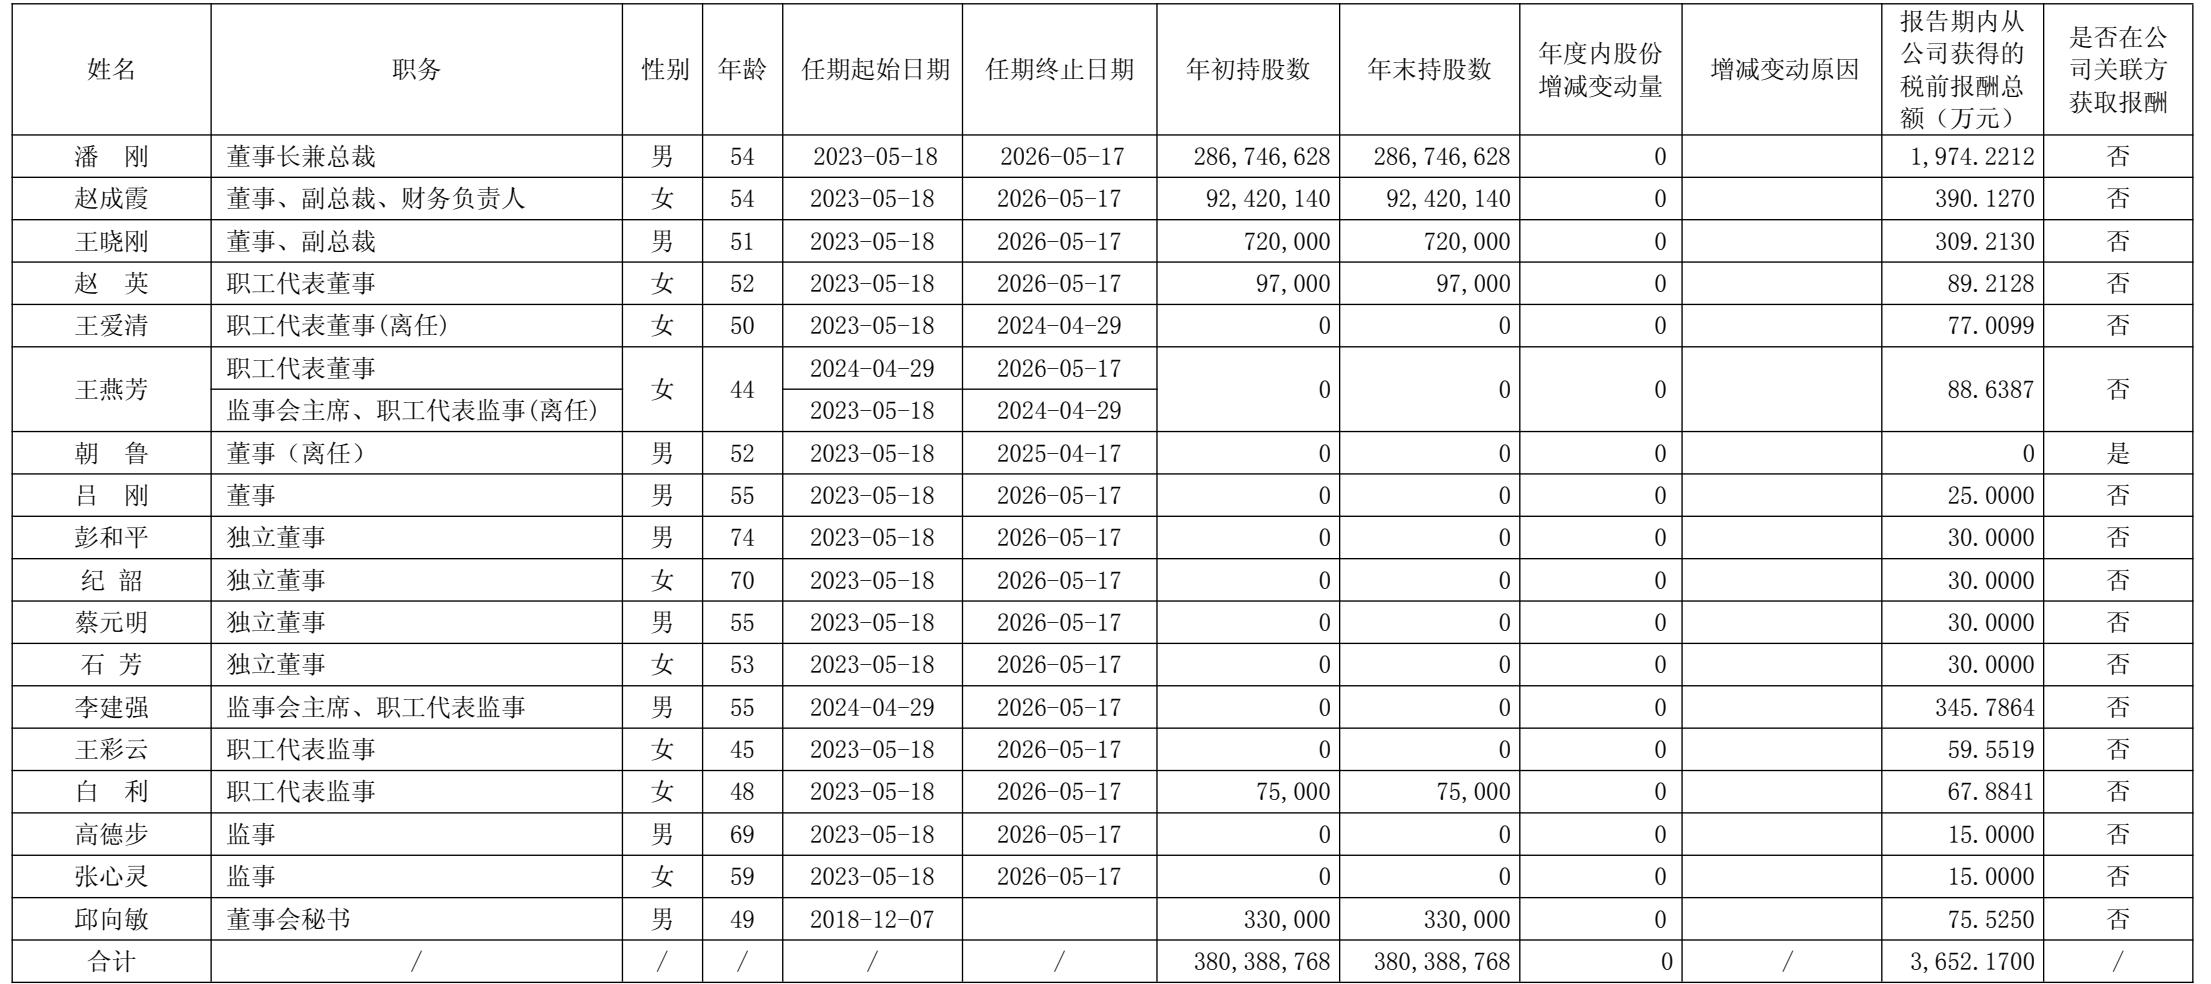 姓名 职务 性别 年龄 任期起始日期 任期终止日期 年初持股数 年末持股数 年度内股份增减变动量 增减变动原因 报告期内从公司获得的税前报酬总额（万元） 是否在公司关联方获取报酬
潘 刚 董事长兼总裁 男 54 2023-05-18 2026-05-17 286,746,628 286,746,628 0 1,974.2212 否
赵成霞 董事、副总裁、财务负责人 女 54 2023-05-18 2026-05-17 92,420,140 92,420,140 0 390.1270 否
王晓刚 董事、副总裁 男 51 2023-05-18 2026-05-17 720,000 720,000 0 309.2130 否
赵 英 职工代表董事 女 52 2023-05-18 2026-05-17 97,000 97,000 0 89.2128 否
王爱清 职工代表董事(离任) 女 50 2023-05-18 2024-04-29 0 0 0 77.0099 否
王燕芳 职工代表董事 女 44 2024-04-29 2026-05-17 0 0 0 88.6387 否
监事会主席、职工代表监事(离任) 2023-05-18 2024-04-29
朝 鲁 董事（离任） 男 52 2023-05-18 2025-04-17 0 0 0 0 是
吕 刚 董事 男 55 2023-05-18 2026-05-17 0 0 0 25.0000 否
彭和平 独立董事 男 74 2023-05-18 2026-05-17 0 0 0 30.0000 否
纪 韶 独立董事 女 70 2023-05-18 2026-05-17 0 0 0 30.0000 否
蔡元明 独立董事 男 55 2023-05-18 2026-05-17 0 0 0 30.0000 否
石 芳 独立董事 女 53 2023-05-18 2026-05-17 0 0 0 30.0000 否
李建强 监事会主席、职工代表监事 男 55 2024-04-29 2026-05-17 0 0 0 345.7864 否
王彩云 职工代表监事 女 45 2023-05-18 2026-05-17 0 0 0 59.5519 否
白 利 职工代表监事 女 48 2023-05-18 2026-05-17 75,000 75,000 0 67.8841 否
高德步 监事 男 69 2023-05-18 2026-05-17 0 0 0 15.0000 否
张心灵 监事 女 59 2023-05-18 2026-05-17 0 0 0 15.0000 否
邱向敏 董事会秘书 男 49 2018-12-07 330,000 330,000 0 75.5250 否
合计 / / / / / 380,388,768 380,388,768 0 / 3,652.1700 /